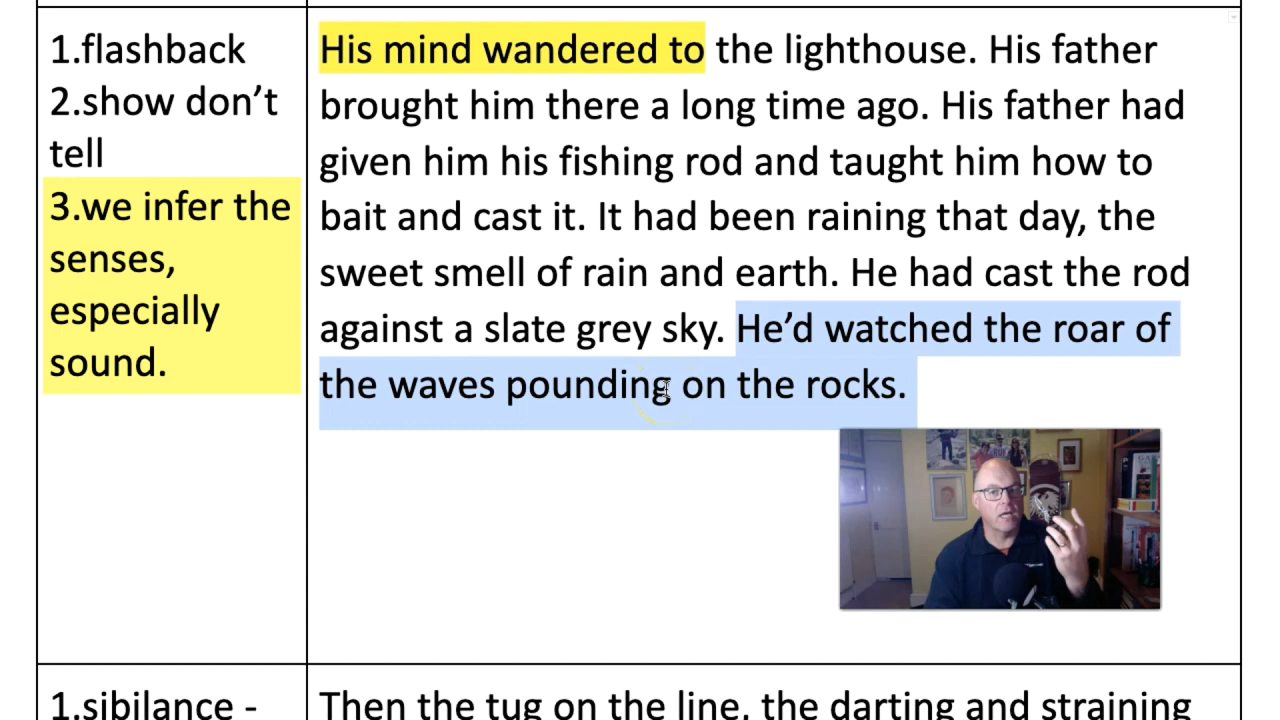 1.flashback
2.show don’t
tell
3.we infer the
senses,
especially
sound.
His mind wandered to the lighthouse. His father
brought him there a long time ago. His father had
given him his fishing rod and taught him how to
bait and cast it. It had been raining that day, the
sweet smell of rain and earth. He had cast the rod
against a slate grey sky. He’d watched the roar of
the waves pounding on the rocks.
1.sibilance -
Then the tug on the line, the darting and straining